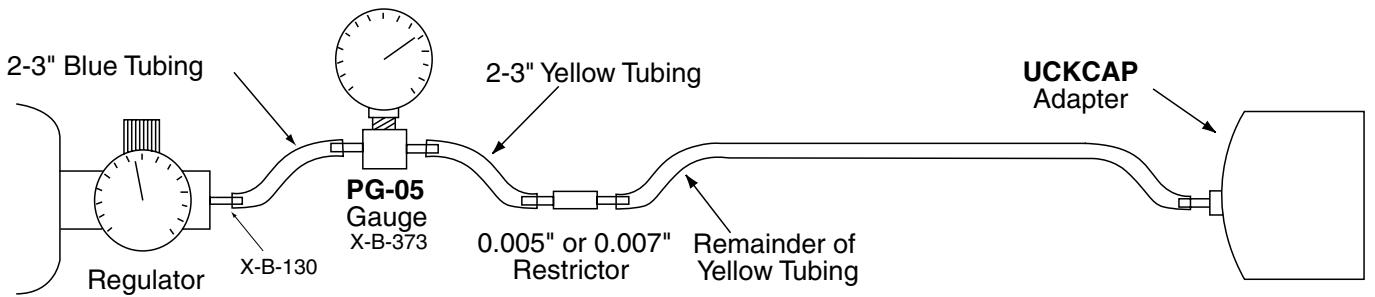 2-3" Blue Tubing
2-3" Yellow Tubing
UCKCAP
Adapter
PG-05
Gauge
X-B-373
X-B-130
Regulator
0.005" or 0.007"
Restrictor
Remainder of
Yellow Tubing